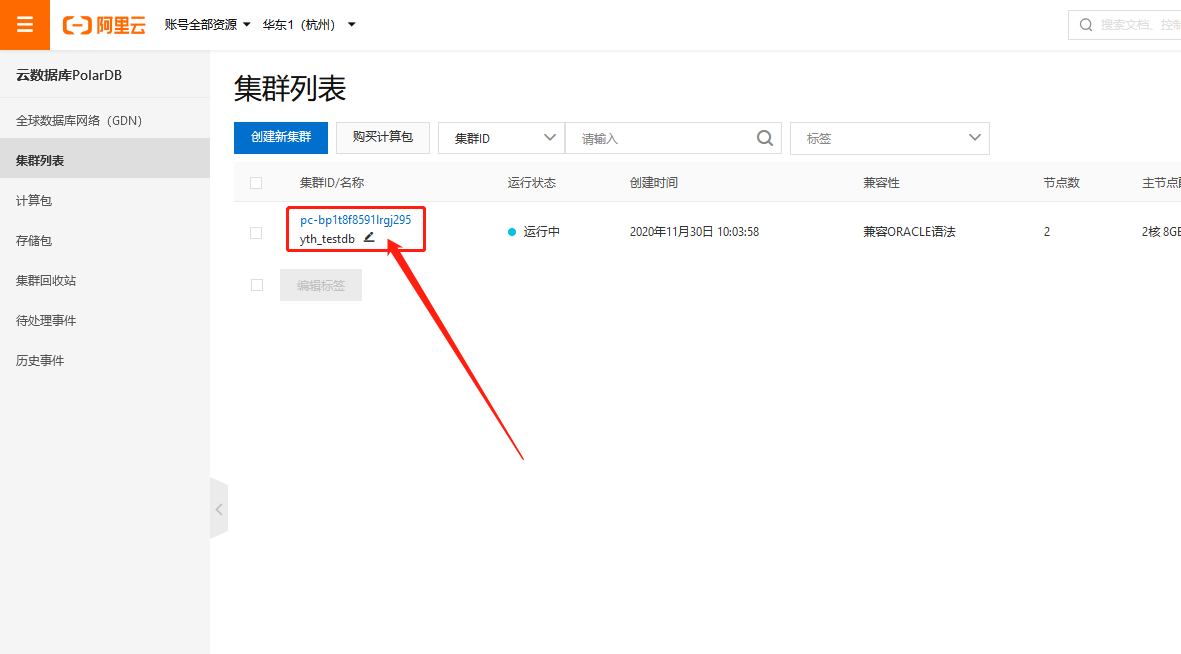 阿里云 账号全部资源 华东1（杭州） 搜索文档、控制
云数据库PolarDB
全球数据库网络（GDN）
集群列表
计算包
存储包
集群回收站
待处理事件
历史事件
集群列表
创建新集群 购买计算包 集群ID 请输入 标签
集群ID/名称 运行状态 创建时间 兼容性 节点数 主节点配
pc-bp1t8f8591lrgj295
yth_testdb 运行中 2020年11月30日 10:03:58 兼容ORACLE语法 2 2核 8GB
编辑标签